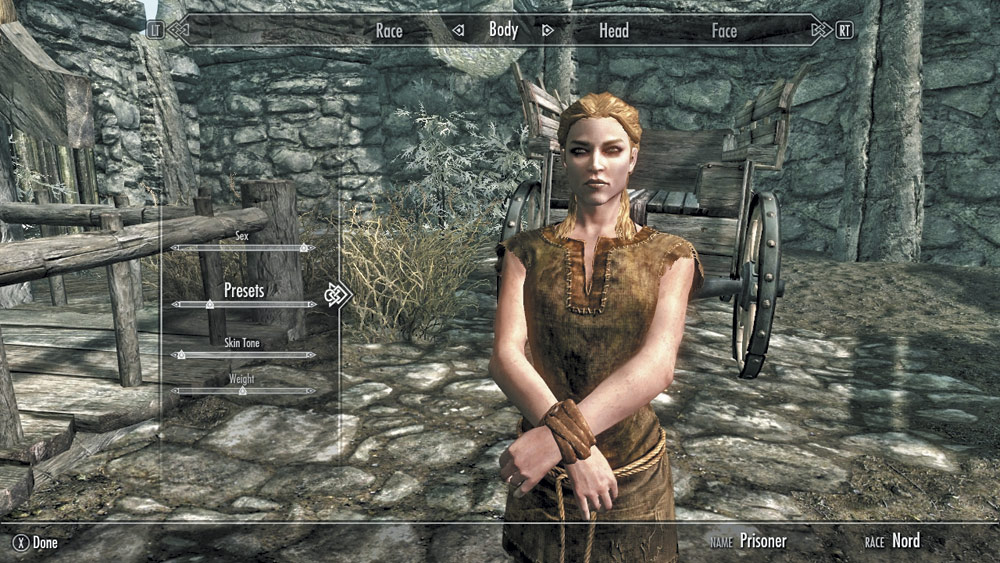 LT Race Body Head Face RT
Sex
Presets
Skin Tone
Weight
X Done NAME Prisoner RACE Nord